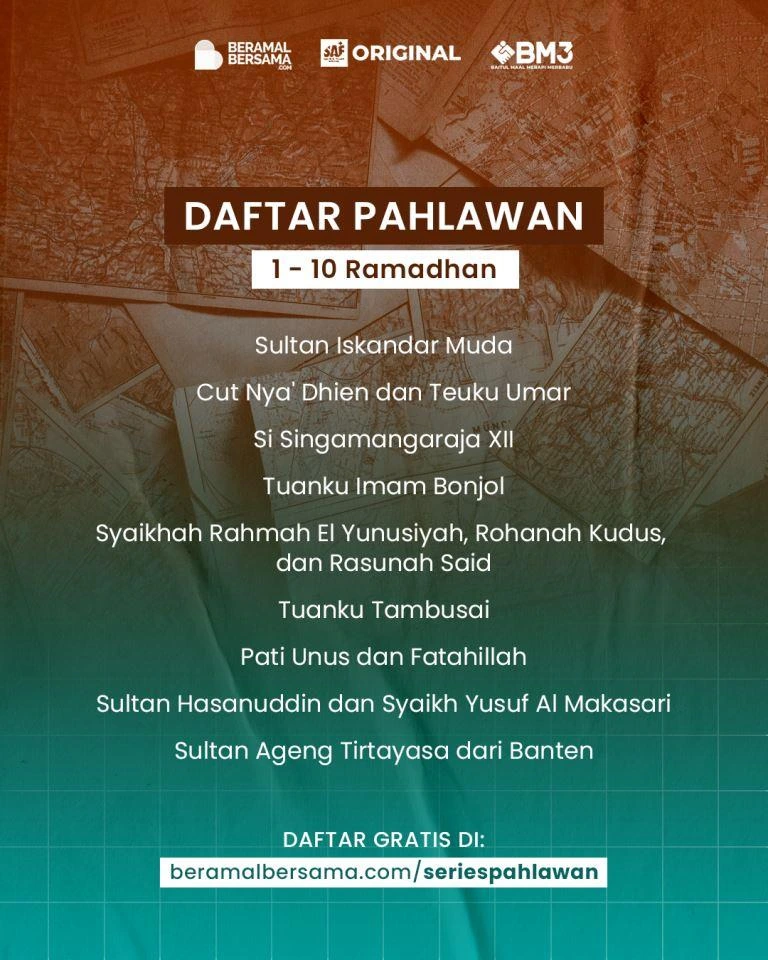 BERAMAL
BERSAMA
.COM
SAF
ORIGINAL
BM3
BAITUL MAAL MERAPI MERBABU
DAFTAR PAHLAWAN
1 - 10 Ramadhan
Sultan Iskandar Muda
Cut Nya' Dhien dan Teuku Umar
Si Singamangaraja XII
Tuanku Imam Bonjol
Syaikhah Rahmah El Yunusiyah, Rohanah Kudus,
dan Rasunah Said
Tuanku Tambusai
Pati Unus dan Fatahillah
Sultan Hasanuddin dan Syaikh Yusuf Al Makasari
Sultan Ageng Tirtayasa dari Banten
DAFTAR GRATIS DI:
beramalbersama.com/seriespahlawan